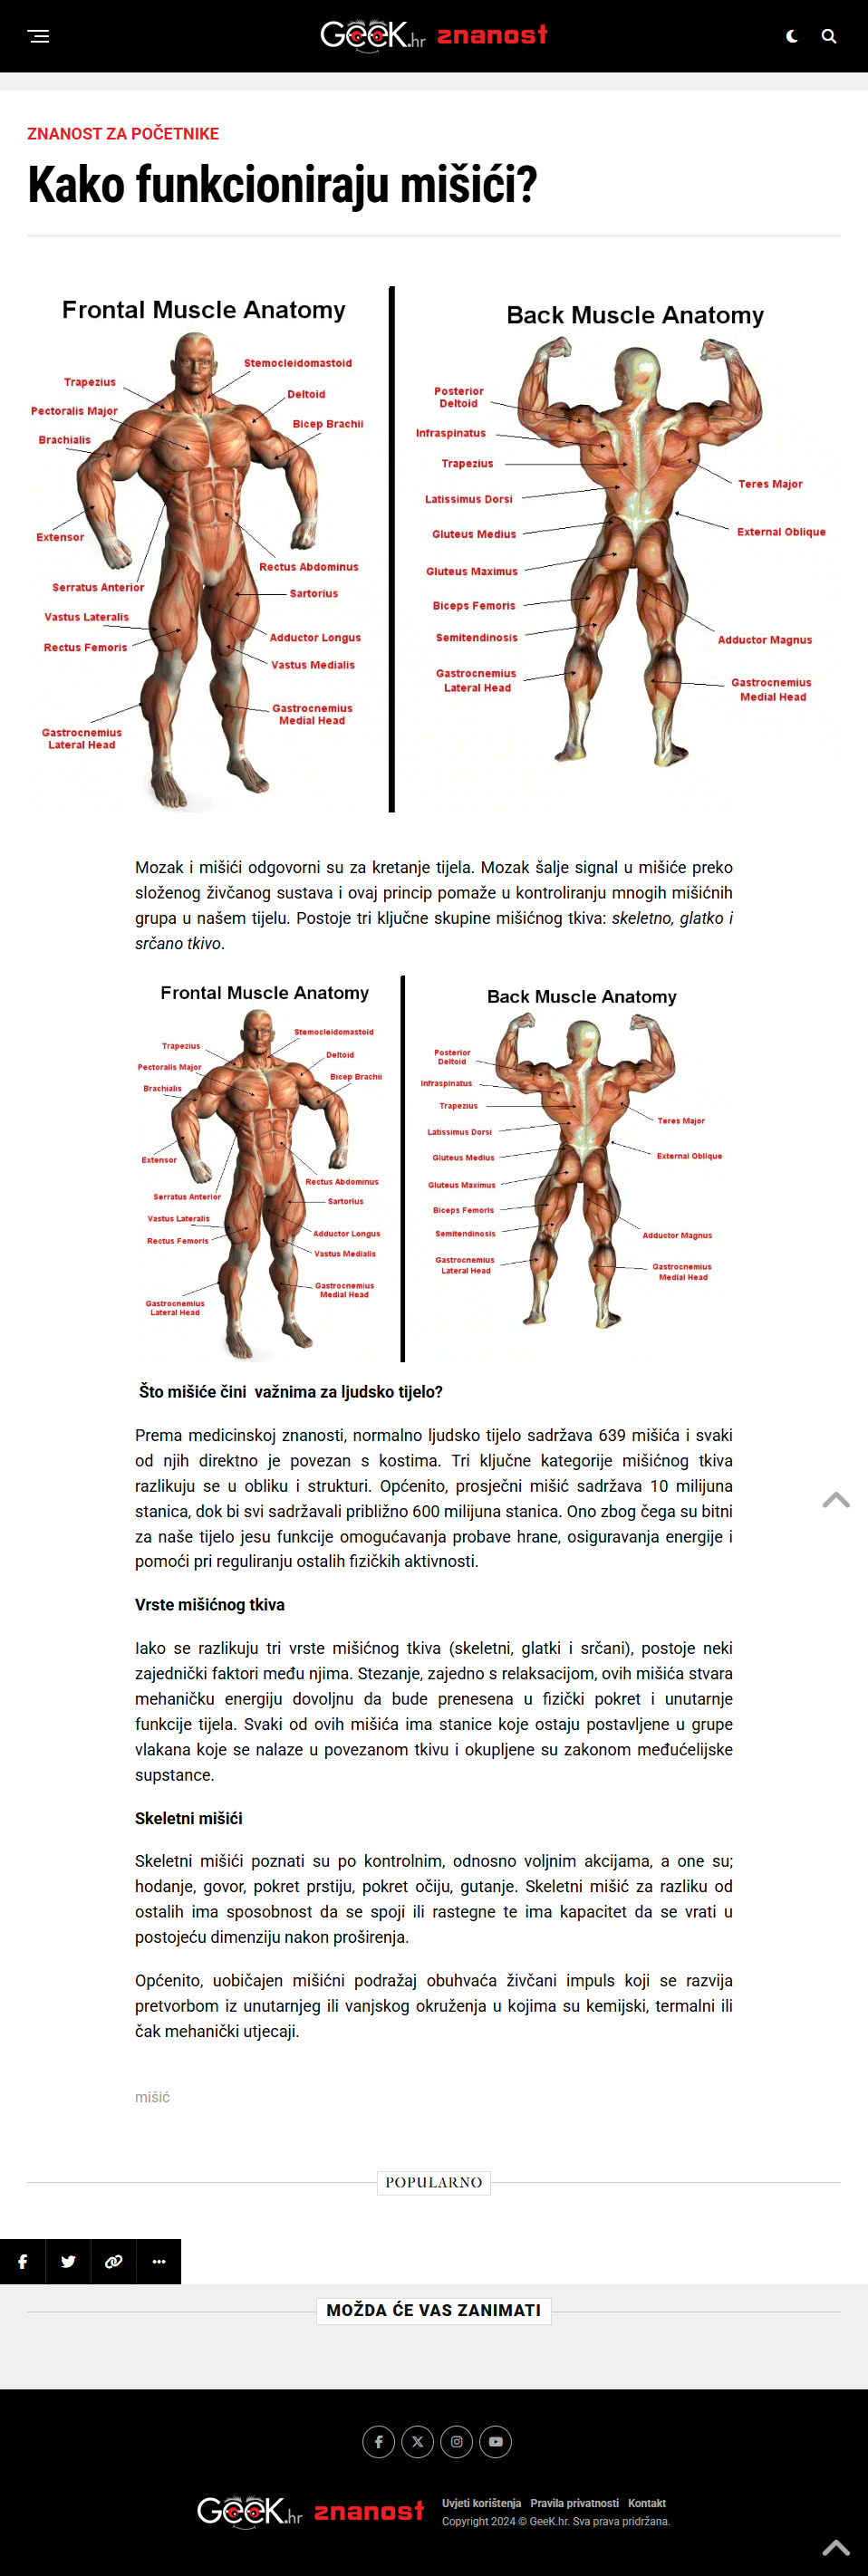 GeeK.hr znanost
ZNANOST ZA POČETNIKE
Kako funkcioniraju mišići?
Frontal Muscle Anatomy
Stemocleidomastoid
Trapezius
Deltoid
Pectoralis Major
Bicep Brachii
Brachialis
Extensor
Rectus Abdominus
Serratus Anterior
Sartorius
Vastus Lateralis
Adductor Longus
Rectus Femoris
Vastus Medialis
Gastrocnemius
Medial Head
Gastrocnemius
Lateral Head
Back Muscle Anatomy
Posterior
Deltoid
Infraspinatus
Trapezius
Teres Major
Latissimus Dorsi
External Oblique
Gluteus Medius
Gluteus Maximus
Biceps Femoris
Semitendinosis
Adductor Magnus
Gastrocnemius
Lateral Head
Gastrocnemius
Medial Head
Mozak i mišići odgovorni su za kretanje tijela. Mozak šalje signal u mišiće preko
složenog živčanog sustava i ovaj princip pomaže u kontroliranju mnogih mišićnih
grupa u našem tijelu. Postoje tri ključne skupine mišićnog tkiva: skeletno, glatko i
srčano tkivo.
Frontal Muscle Anatomy
Stemocleidomastoid
Trapezius
Deltoid
Pectoralis Major
Bicep Brachii
Brachialis
Extensor
Rectus Abdominus
Serratus Anterior
Sartorius
Vastus Lateralis
Adductor Longus
Rectus Femoris
Vastus Medialis
Gastrocnemius
Medial Head
Gastrocnemius
Lateral Head
Back Muscle Anatomy
Posterior
Deltoid
Infraspinatus
Trapezius
Teres Major
Latissimus Dorsi
External Oblique
Gluteus Medius
Gluteus Maximus
Biceps Femoris
Semitendinosis
Adductor Magnus
Gastrocnemius
Lateral Head
Gastrocnemius
Medial Head
Što mišiće čini  važnima za ljudsko tijelo?
Prema medicinskoj znanosti, normalno ljudsko tijelo sadržava 639 mišića i svaki
od njih direktno je povezan s kostima. Tri ključne kategorije mišićnog tkiva
razlikuju se u obliku i strukturi. Općenito, prosječni mišić sadržava 10 milijuna
stanica, dok bi svi sadržavali približno 600 milijuna stanica. Ono zbog čega su bitni
za naše tijelo jesu funkcije omogućavanja probave hrane, osiguravanja energije i
pomoći pri reguliranju ostalih fizičkih aktivnosti.
Vrste mišićnog tkiva
Iako se razlikuju tri vrste mišićnog tkiva (skeletni, glatki i srčani), postoje neki
zajednički faktori među njima. Stezanje, zajedno s relaksacijom, ovih mišića stvara
mehaničku energiju dovoljnu da bude prenesena u fizički pokret i unutarnje
funkcije tijela. Svaki od ovih mišića ima stanice koje ostaju postavljene u grupe
vlakana koje se nalaze u povezanom tkivu i okupljene su zakonom međućelijske
supstance.
Skeletni mišići
Skeletni mišići poznati su po kontrolnim, odnosno voljnim akcijama, a one su;
hodanje, govor, pokret prstiju, pokret očiju, gutanje. Skeletni mišić za razliku od
ostalih ima sposobnost da se spoji ili rastegne te ima kapacitet da se vrati u
postojeću dimenziju nakon proširenja.
Općenito, uobičajen mišićni podražaj obuhvaća živčani impuls koji se razvija
pretvorbom iz unutarnjeg ili vanjskog okruženja u kojima su kemijski, termalni ili
čak mehanički utjecaji.
mišić
POPULARNO
MOŽDA ĆE VAS ZANIMATI
GeeK.hr znanost
Uvjeti korištenja Pravila privatnosti Kontakt
Copyright 2024 © GeeK.hr. Sva prava pridržana.